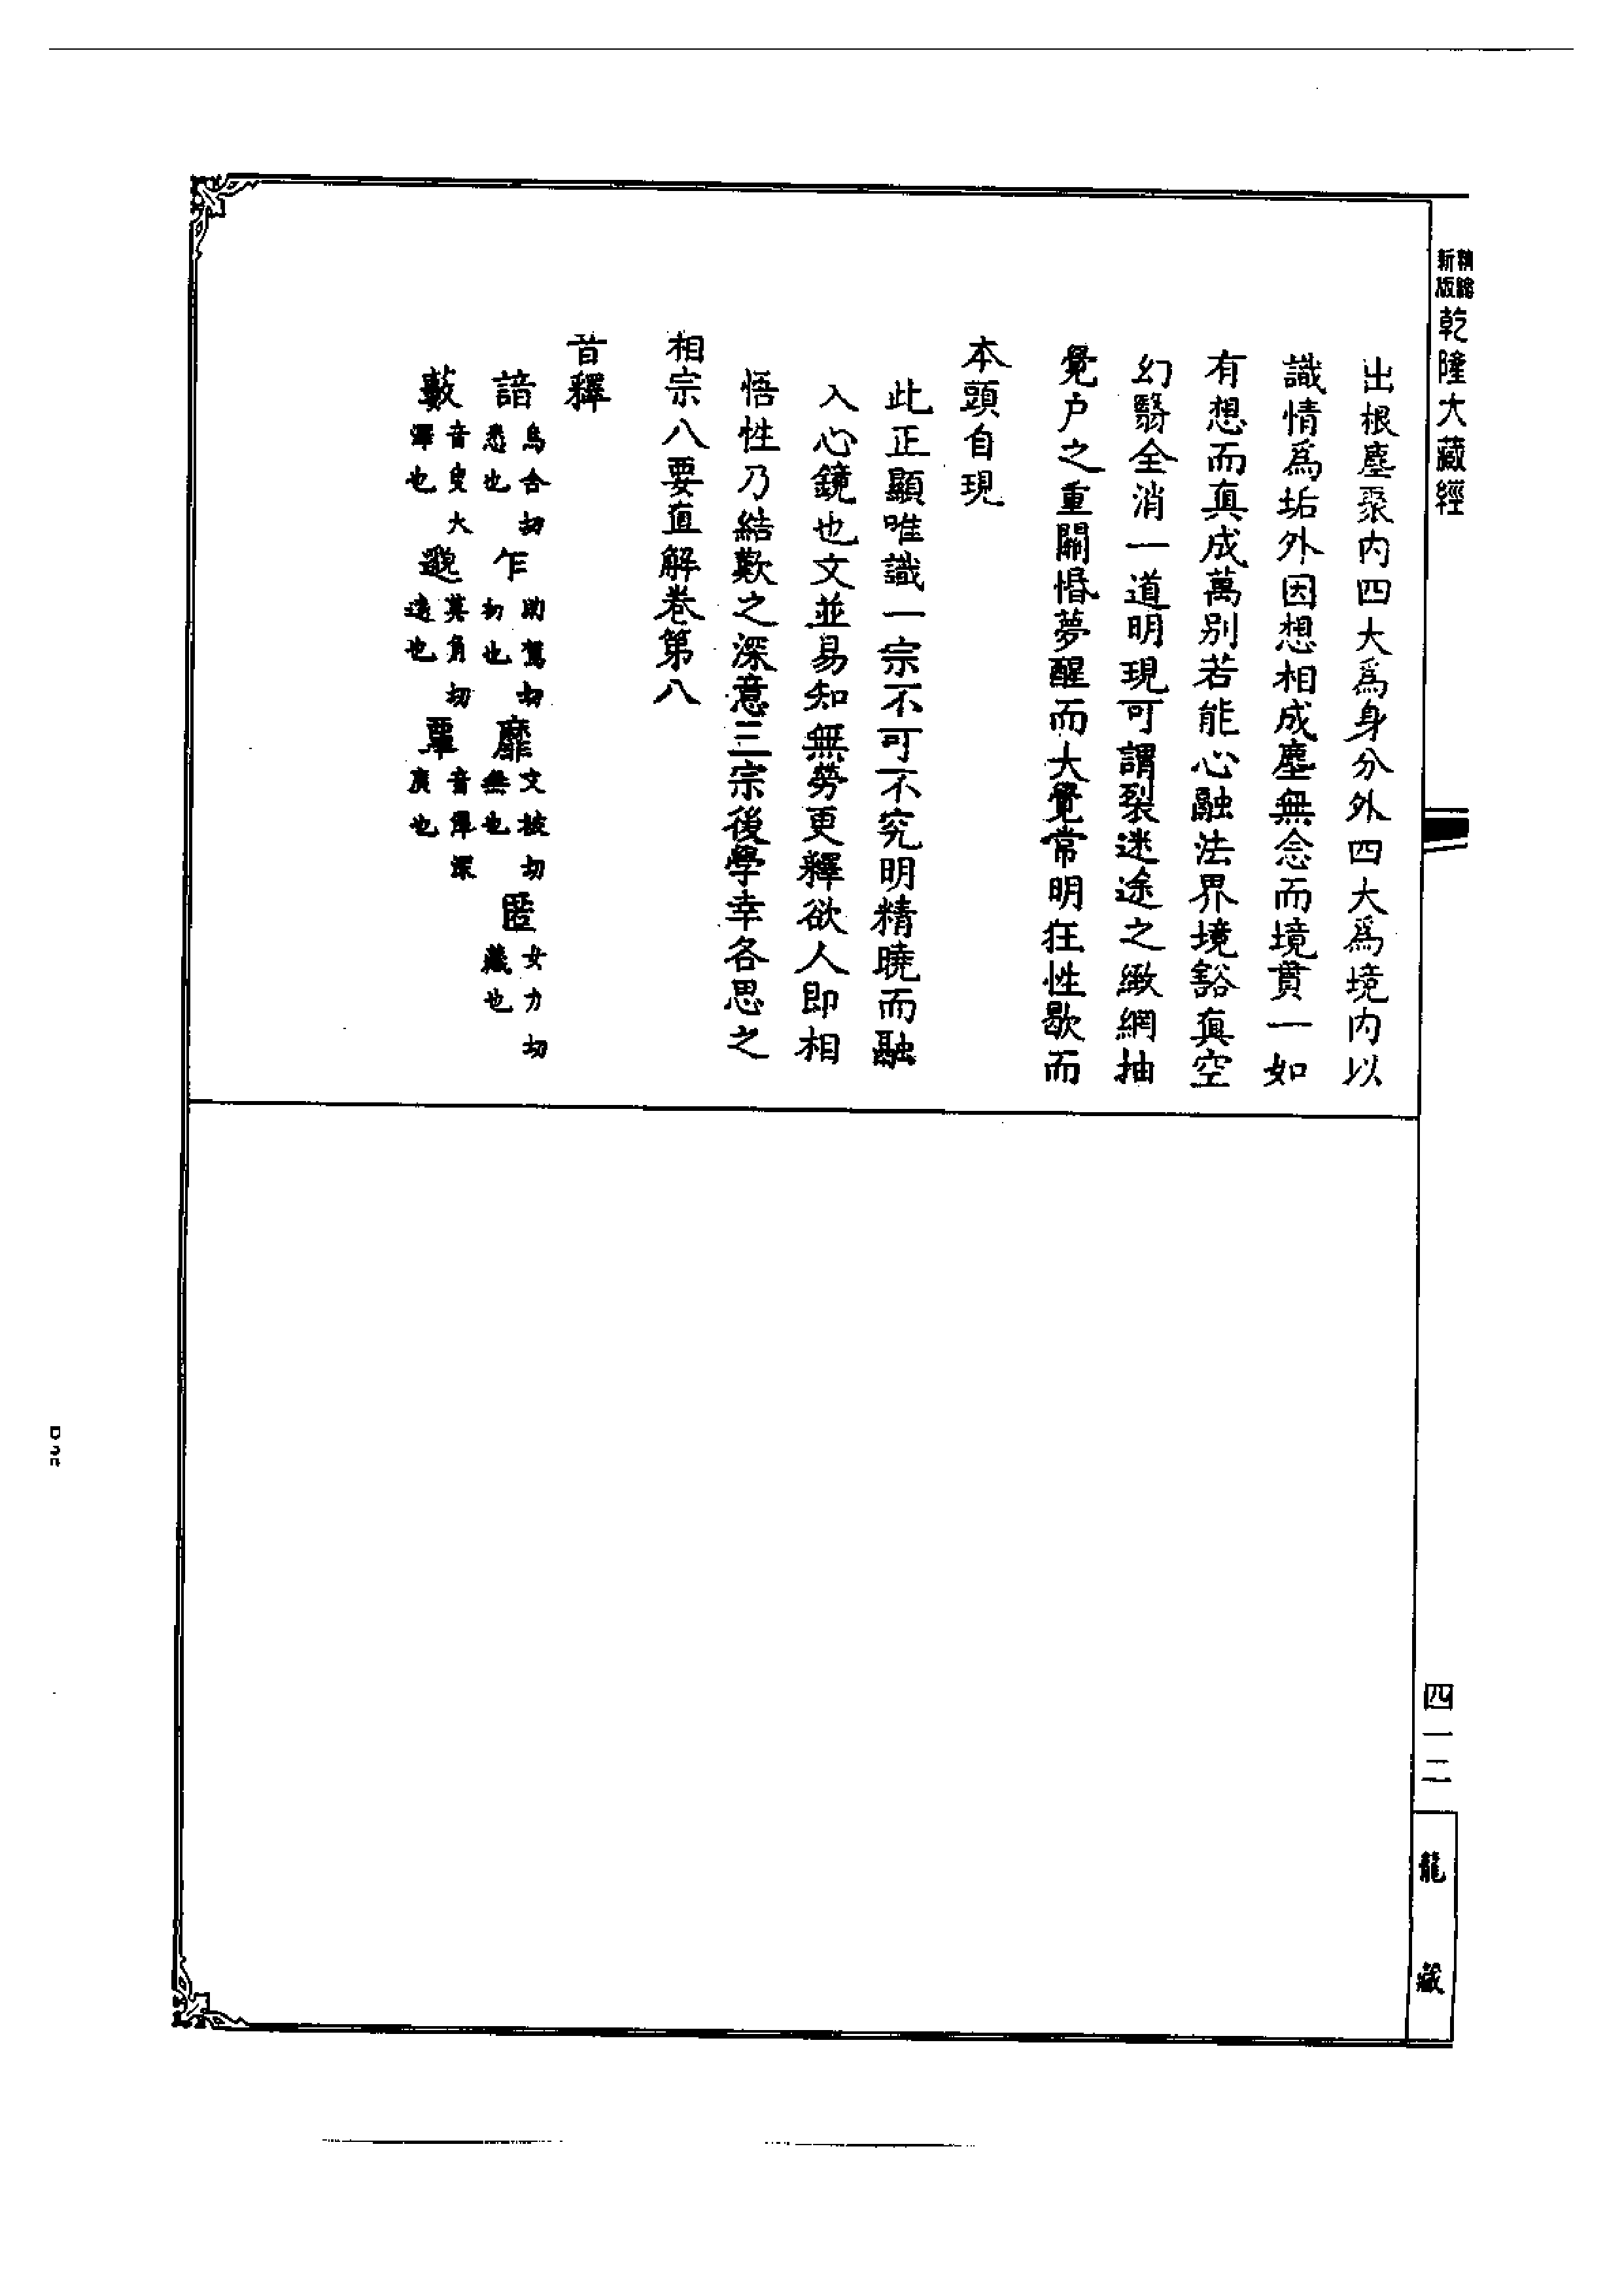 精縮新版乾隆大藏經
出根塵聚内四大爲身分外四大爲境内以
識情爲垢外因想相成塵無念而境貫一如
有想而眞成萬別若能心融法界境豁眞空
幻翳全消一道明現可謂裂迷途之緻網抽
覺户之重關惛夢醒而大覺常明狂性歇而
本頭自現
此正顯唯識一宗不可不究明精曉而融
入心鏡也文並易知無勞更釋欲人即相
悟性乃結歎之深意三宗後學幸各思之
相宗八要直解卷第八
音釋
諳烏含切悉也乍助駕切初也靡文披切無也匿女力切藏也
藪音叟大澤也邈莫角切遠也覃音潭深廣也
四一二
龍藏